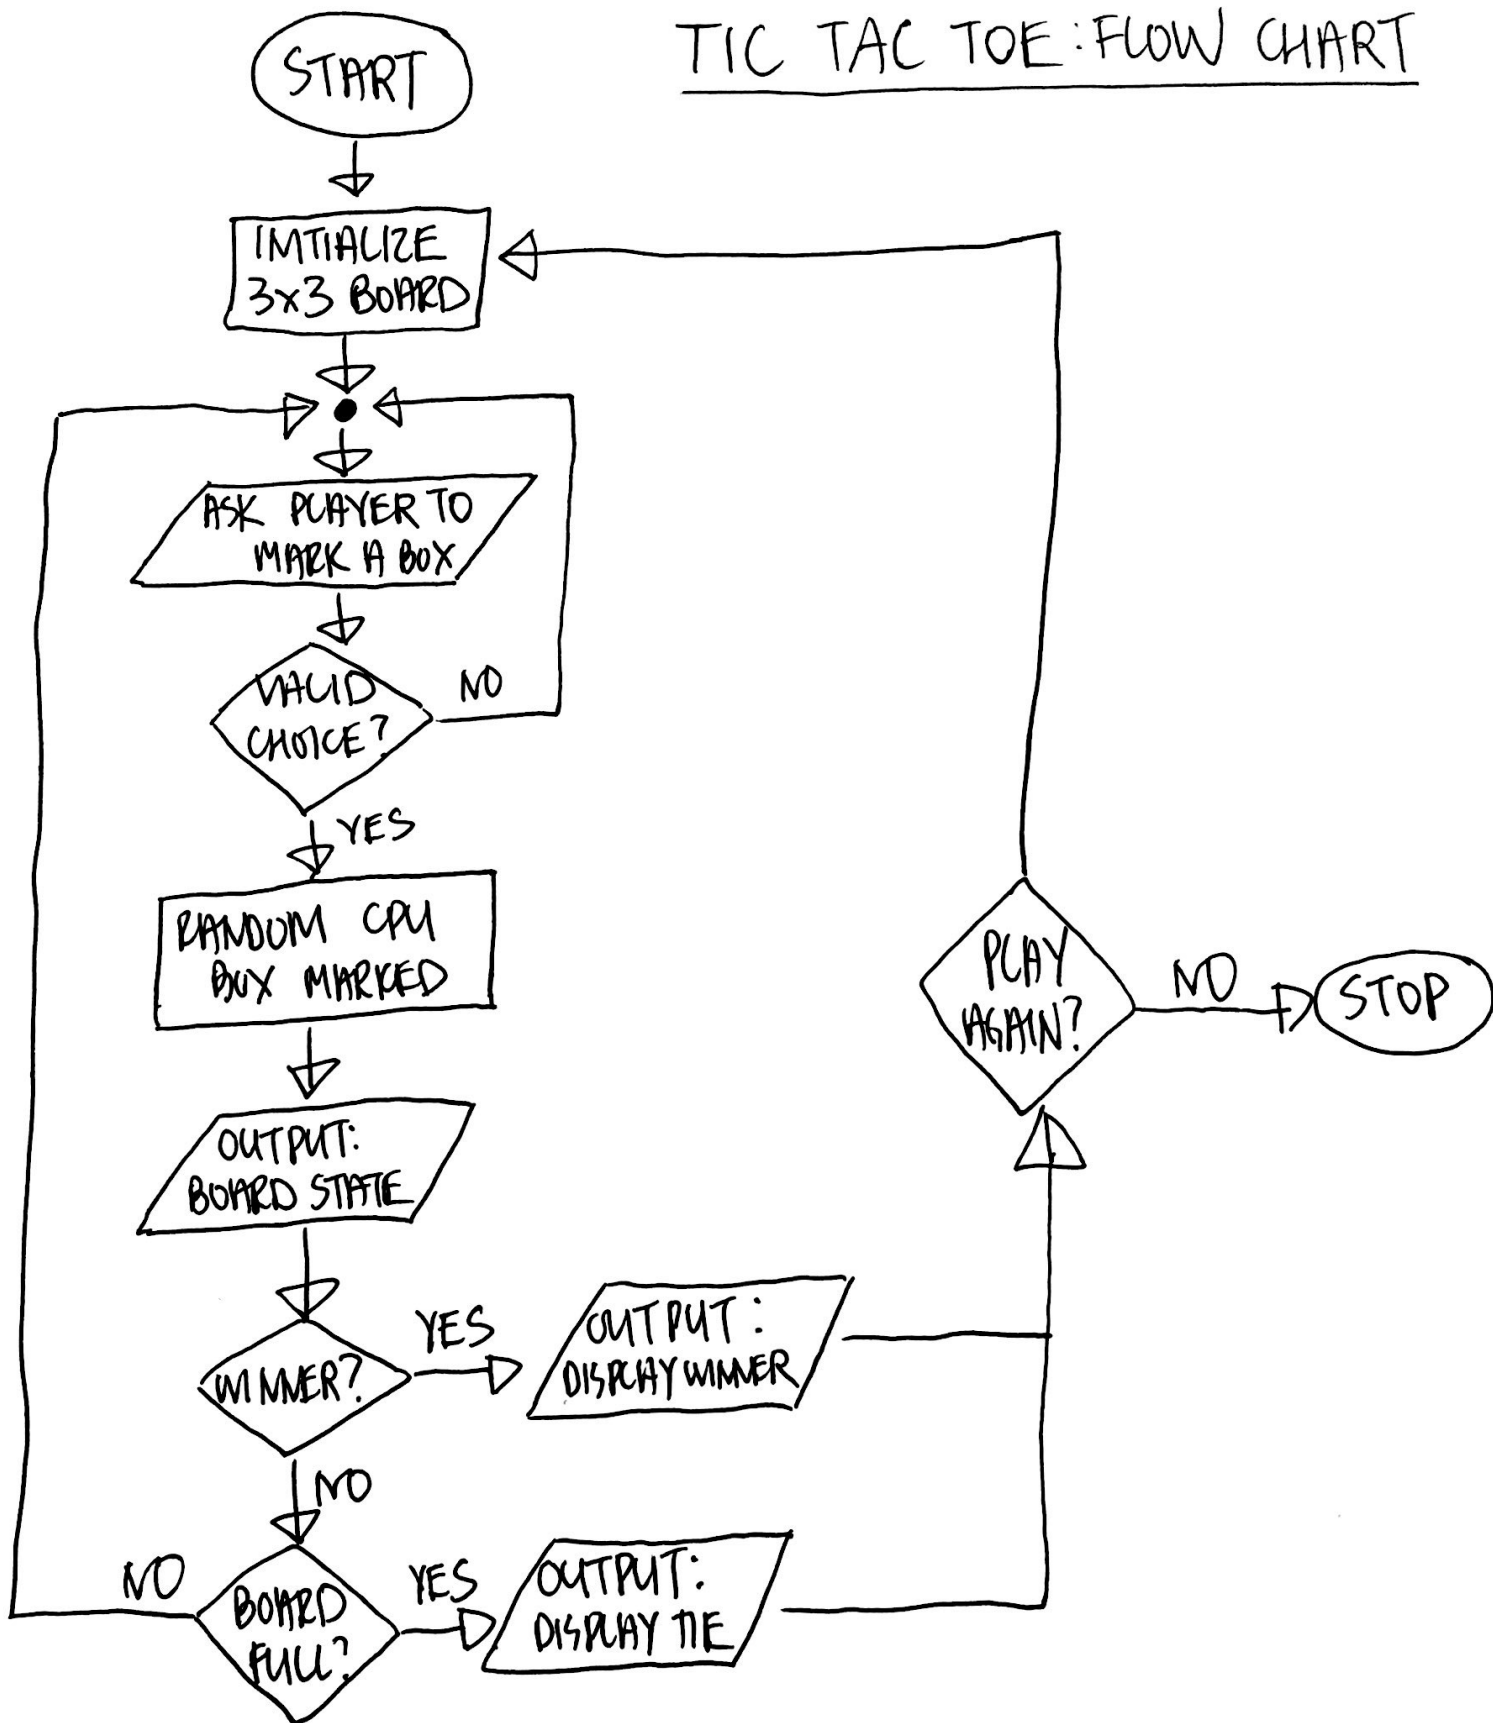 TIC TAC TOE: FLOW CHART
START
INITIALIZE
3x3 BOARD
ASK PLAYER TO
MARK A BOX
VALID
CHOICE?
NO
YES
RANDOM CPU
BOX MARKED
OUTPUT:
BOARD STATE
WINNER?
YES
OUTPUT:
DISPLAY WINNER
NO
BOARD
FULL?
NO
YES
OUTPUT:
DISPLAY TIE
PLAY
AGAIN?
NO
STOP